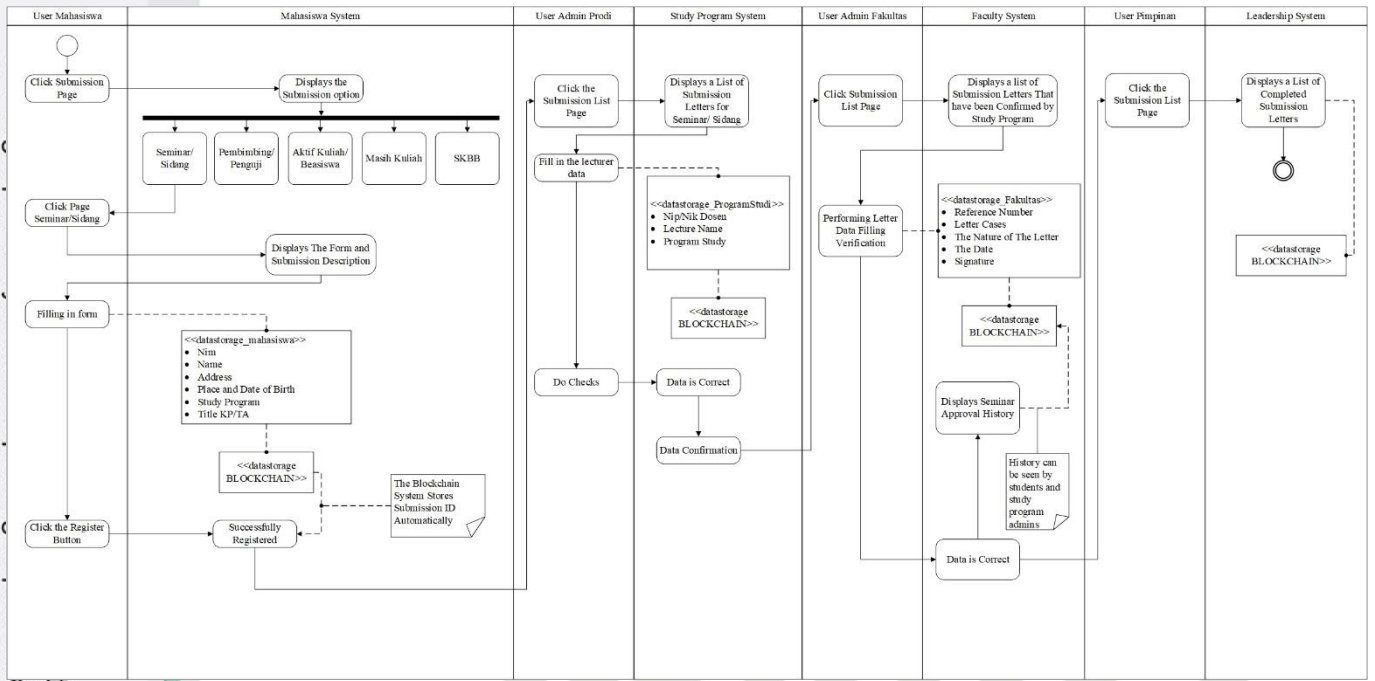 User Mahasiswa
Mahasiswa System
User Admin Prodi
Study Program System
User Admin Fakultas
Faculty System
User Pimpinan
Leadership System
Click Submission
Page
Displays the
Submission option
Seminar/
Sidang
Pembimbing/
Penguji
Aktif Kuliah/
Beasiswa
Masih Kuliah
SKBB
Click Page
Seminar/Sidang
Displays The Form and
Submission Description
Filling in form
<<datastorage_mahasiswa>>
• Nim
• Name
• Address
• Place and Date of Birth
• Study Program
• Title KP/TA
<<datastorage
BLOCKCHAIN>>
The Blockchain
System Stores
Submission ID
Automatically
Click the Register
Button
Successfully
Registered
Click the
Submission List
Page
Displays a List of
Submission
Letters for
Seminar/ Sidang
Fill in the lecturer
data
<<datastorage_ProgramStudi>>
• Nip/Nik Dosen
• Lecture Name
• Program Study
<<datastorage
BLOCKCHAIN>>
Do Checks
Data is Correct
Data Confirmation
Click Submission
List Page
Displays a list of
Submission Letters That
have been Confirmed by
Study Program
Performing Letter
Data Filling
Verification
<<datastorage_Fakultas>>
• Reference Number
• Letter Cases
• The Nature of The Letter
• The Date
• Signature
<<datastorage
BLOCKCHAIN>>
Displays Seminar
Approval History
History can
be seen by
students and
study
program
admins
Data is Correct
Click the
Submission List
Page
Displays a List of
Completed
Submission
Letters
<<datastorage
BLOCKCHAIN>>